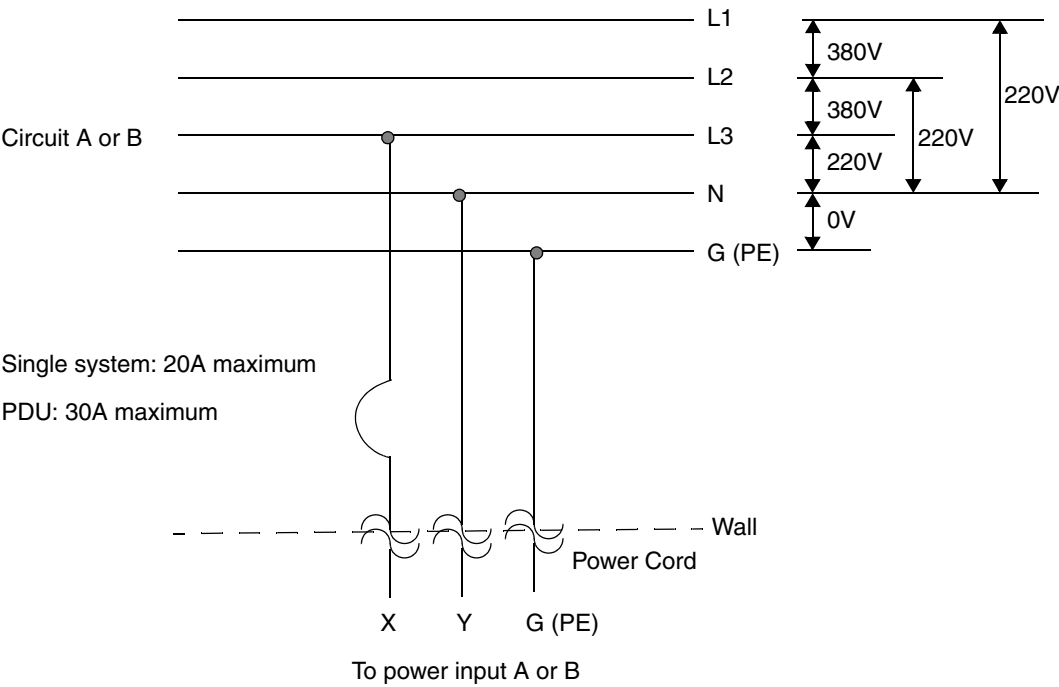 L1
380V
L2
220V
380V
Circuit A or B
L3
220V
220V
N
0V
G (PE)
Single system: 20A maximum
PDU: 30A maximum
Wall
Power Cord
X Y G (PE)
To power input A or B